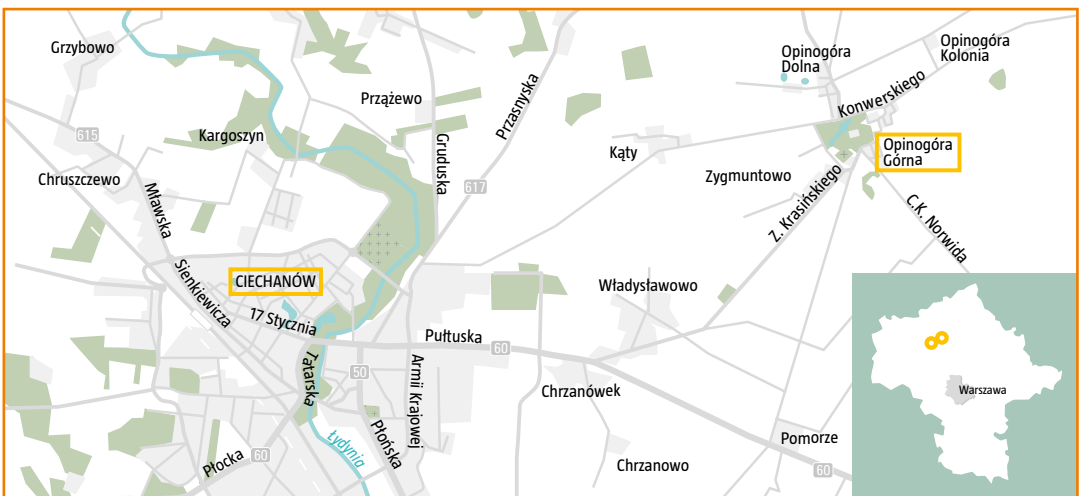 Grzybowo
Opinogóra
Dolna
Opinogóra
Kolonia
Przążewo
Przasnyska
Konwerskiego
615
Kargoszyn
Gruduska
Kąty
Opinogóra
Górna
Chruszczewo
Mławska
617
Zygmuntowo
Z. Krasińskiego
C.K. Norwida
Sienkiewicza
CIECHANÓW
Władysławowo
17 Stycznia
Pułtuska
60
Tatarska
50
Armii Krajowej
Chrzanówek
Warszawa
Płońska
Łydynia
Płocka
60
Pomorze
Chrzanowo
60